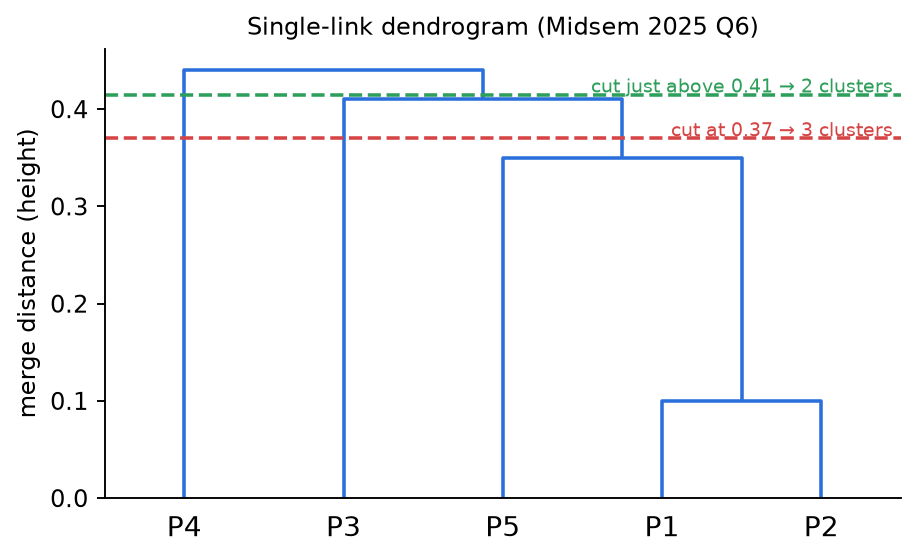 Single-link dendrogram (Midsem 2025 Q6)
merge distance (height)
0.4
0.3
0.2
0.1
0.0
cut just above 0.41 → 2 clusters
cut at 0.37 → 3 clusters
P4 P3 P5 P1 P2